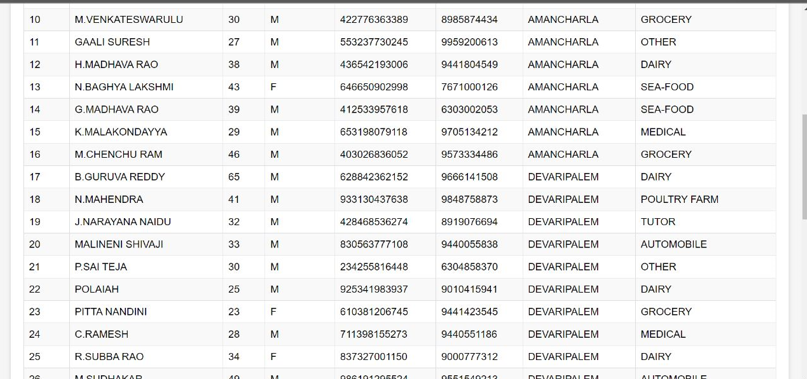 10 M.VENKATESWARULU 30 M 422776363389 8985874434 AMANCHARLA GROCERY
11 GAALI SURESH 27 M 553237730245 9959200613 AMANCHARLA OTHER
12 H.MADHAVA RAO 38 M 436542193006 9441804549 AMANCHARLA DAIRY
13 N.BAGHYA LAKSHMI 43 F 646650902998 7671000126 AMANCHARLA SEA-FOOD
14 G.MADHAVA RAO 39 M 412533957618 6303002053 AMANCHARLA SEA-FOOD
15 K.MALAKONDAYYA 29 M 653198079118 9705134212 AMANCHARLA MEDICAL
16 M.CHENCHU RAM 46 M 403026836052 9573334486 AMANCHARLA GROCERY
17 B.GURUVA REDDY 65 M 628842362152 9666141508 DEVARIPALEM DAIRY
18 N.MAHENDRA 41 M 933130437638 9848758873 DEVARIPALEM POULTRY FARM
19 J.NARAYANA NAIDU 32 M 428468536274 8919076694 DEVARIPALEM TUTOR
20 MALINENI SHIVAJI 33 M 830563777108 9440055838 DEVARIPALEM AUTOMOBILE
21 P.SAI TEJA 30 M 234255816448 6304858370 DEVARIPALEM OTHER
22 POLAIAH 25 M 925341983937 9010415941 DEVARIPALEM DAIRY
23 PITTA NANDINI 23 F 610381206745 9441423545 DEVARIPALEM GROCERY
24 C.RAMESH 28 M 711398155273 9440551186 DEVARIPALEM MEDICAL
25 R.SUBBA RAO 34 F 837327001150 9000777312 DEVARIPALEM DAIRY
26 M.SUDHAKAR 49 M DEVARIPALEM AUTOMOBILE